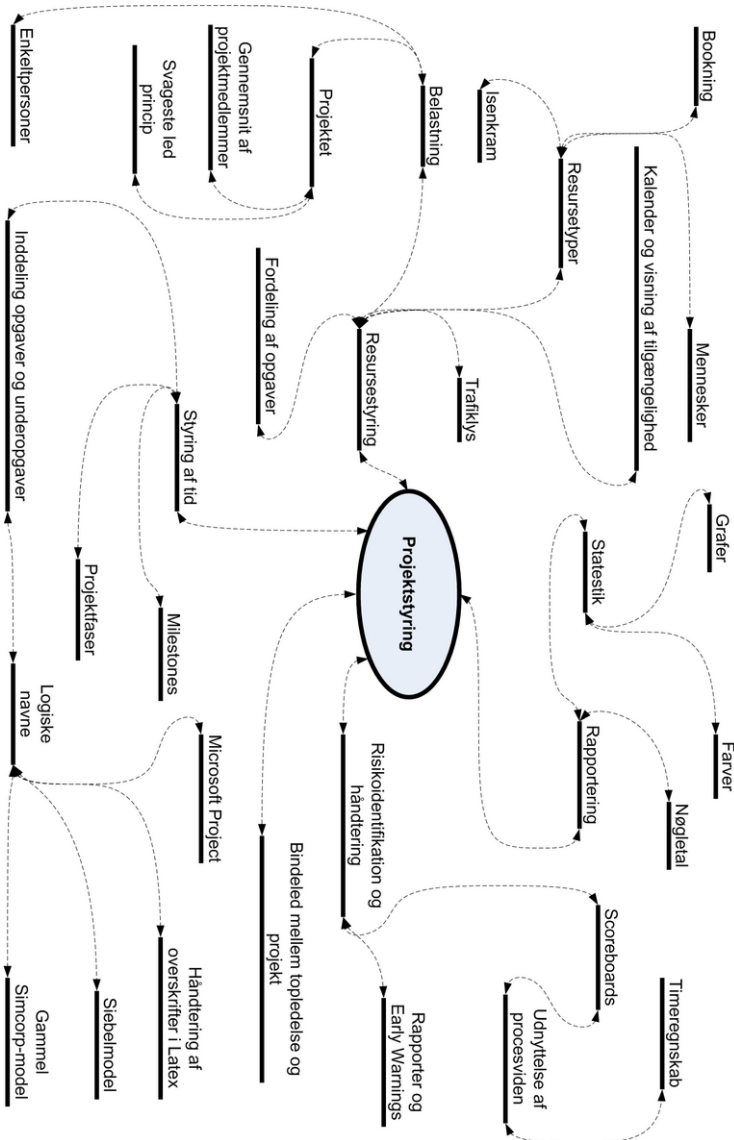 Bookning
Mennesker
Kalender og visning af tilgængelighed
Resursetyper
Isenkram
Belastning
Projektet
Gennemsnit af
projektmedlemmer
Svageste led
princip
Enkeltpersoner
Trafiklys
Resursestyring
Fordeling af opgaver
Styring af tid
Inddeling opgaver og underopgaver
Milestones
Projektfaser
Logiske
navne
Microsoft Project
Håndtering af
overskrifter i Latex
Siebelmodel
Gammel
Simcorp-model
Projektstyring
Grafer
Farver
Statestik
Nøgletal
Rapportering
Risikoidentifikation og
håndtering
Bindeled mellem topledelse og
projekt
Scoreboards
Rapporter og
Early Warnings
Udnyttelse af
procesviden
Timeregnskab